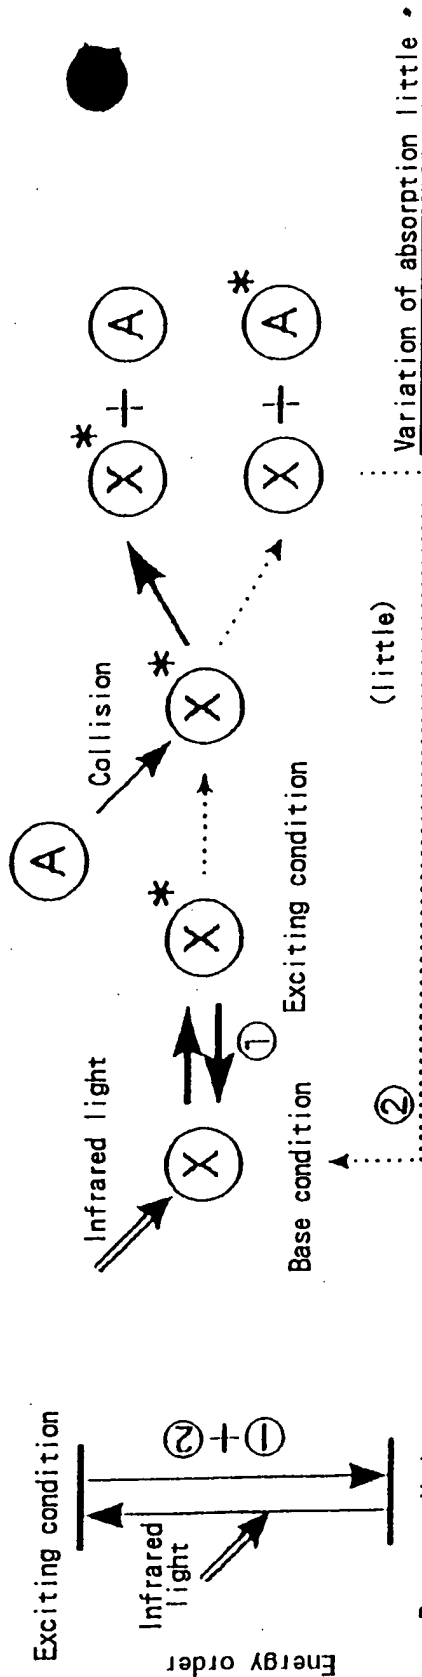 Energy order
Exciting condition
Infrared
light
①+②
Infrared light
X
Base condition
①
X*
Exciting condition
②
A
Collision
X*
(little)
X* + A
X + A*
Variation of absorption little